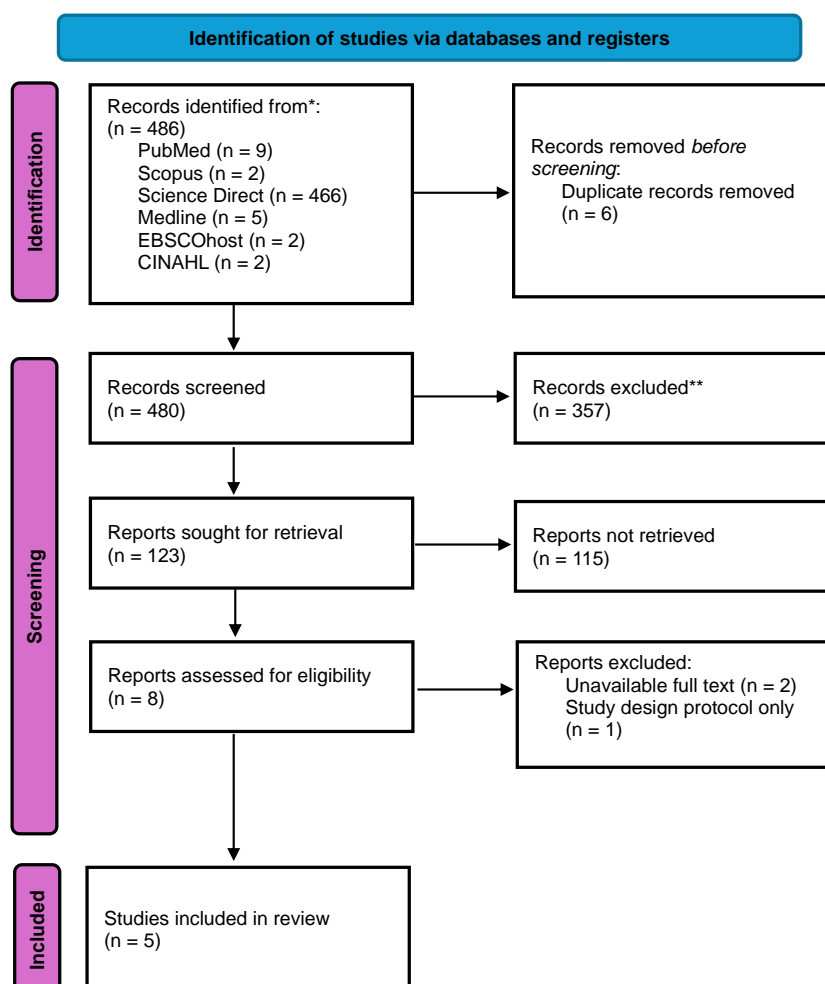 Identification of studies via databases and registers
Identification
Records identified from*:
(n = 486)
PubMed (n = 9)
Scopus (n = 2)
Science Direct (n = 466)
Medline (n = 5)
EBSCOhost (n = 2)
CINAHL (n = 2)
Records removed before
screening:
Duplicate records removed
(n = 6)
Screening
Records screened
(n = 480)
Records excluded**
(n = 357)
Reports sought for retrieval
(n = 123)
Reports not retrieved
(n = 115)
Reports assessed for eligibility
(n = 8)
Reports excluded:
Unavailable full text (n = 2)
Study design protocol only
(n = 1)
Included
Studies included in review
(n = 5)